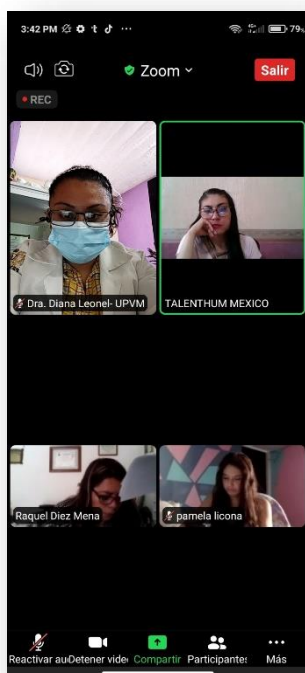 3:42 PM
79%
Zoom
Salir
REC
Dra. Diana Leonel- UPVM
TALENTHUM MEXICO
Raquel Diez Mena
pamela licona
Reactivar au Detener vide Compartir Participantes Más